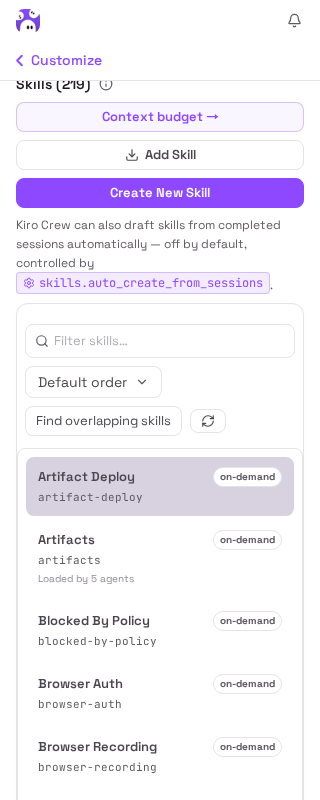 Customize
Skills (219)
Context budget →
Add Skill
Create New Skill
Kiro Crew can also draft skills from completed
sessions automatically — off by default,
controlled by
skills.auto_create_from_sessions.
Filter skills...
Default order
Find overlapping skills
Artifact Deploy on-demand
artifact-deploy
Artifacts on-demand
artifacts
Loaded by 5 agents
Blocked By Policy on-demand
blocked-by-policy
Browser Auth on-demand
browser-auth
Browser Recording on-demand
browser-recording